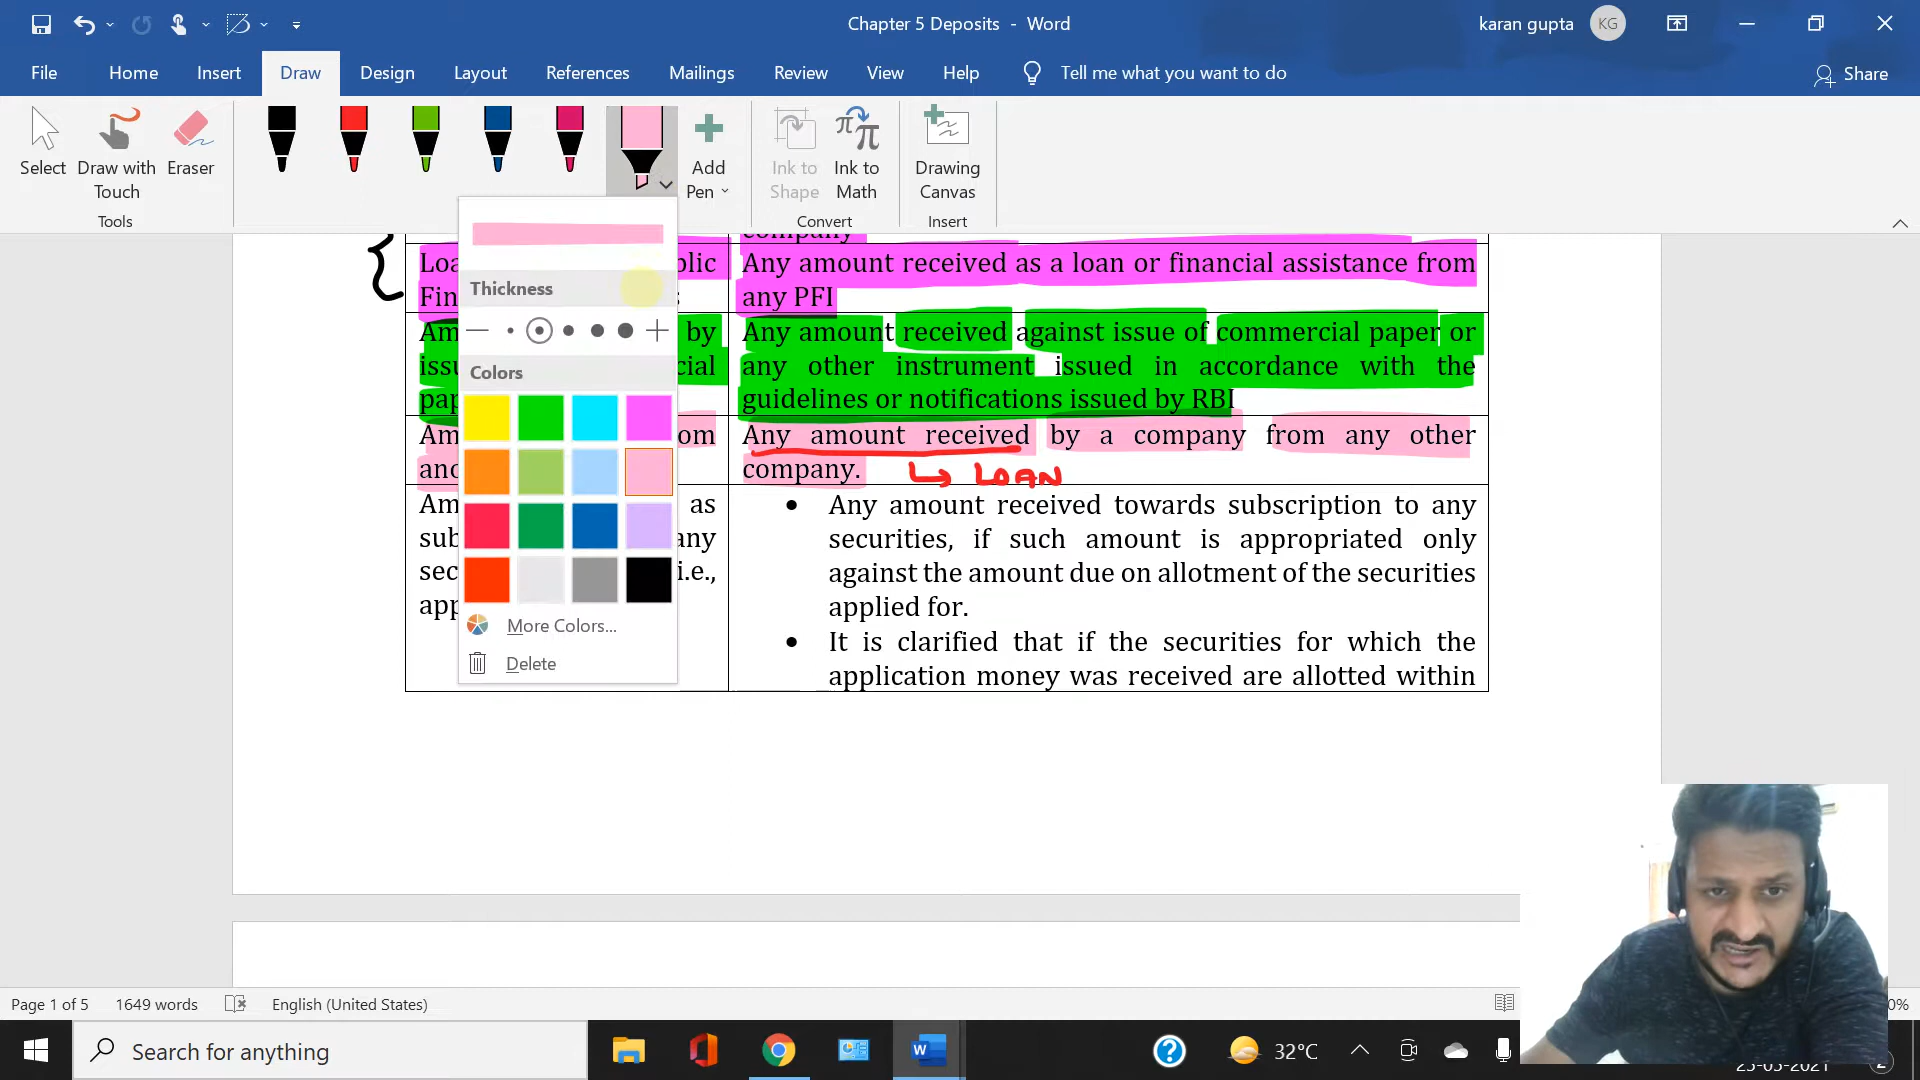 Chapter 5 Deposits - Word
karan gupta
KG
File
Home
Insert
Draw
Design
Layout
References
Mailings
Review
View
Help
Tell me what you want to do
Share
Select
Draw with
Touch
Eraser
Add
Pen
Ink to
Shape
Ink to
Math
Drawing
Canvas
Tools
Convert
Insert
Thickness
Colors
More Colors...
Delete
company
Any amount received as a loan or financial assistance from
any PFI
Any amount received against issue of commercial paper or
any other instrument issued in accordance with the
guidelines or notifications issued by RBI
Any amount received by a company from any other
company.
LOAN
as
any
i.e.,
by
• Any amount received towards subscription to any
securities, if such amount is appropriated only
against the amount due on allotment of the securities
applied for.
• It is clarified that if the securities for which the
application money was received are allotted within
Page 1 of 5
1649 words
English (United States)
Search for anything
32°C